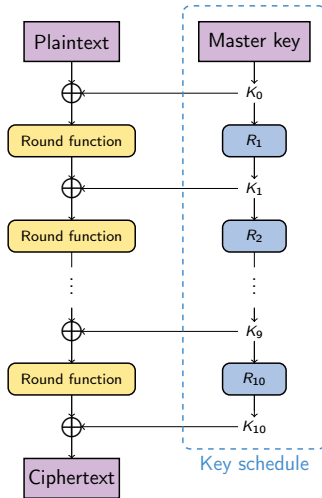 Plaintext
Master key
K₀
Round function
R₁
K₁
Round function
R₂
⋮
⋮
K₉
Round function
R₁₀
K₁₀
Ciphertext
Key schedule